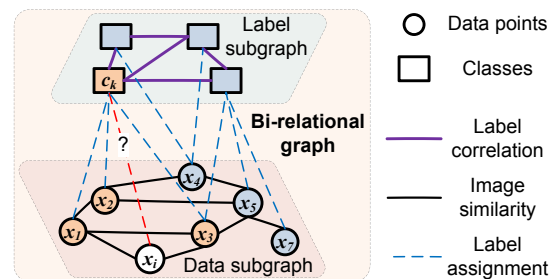 Label
subgraph
c_k
?
Bi-relational
graph
x_4
x_2
x_5
x_1
x_3
x_7
x_i
Data subgraph
Data points
Classes
Label
correlation
Image
similarity
Label
assignment